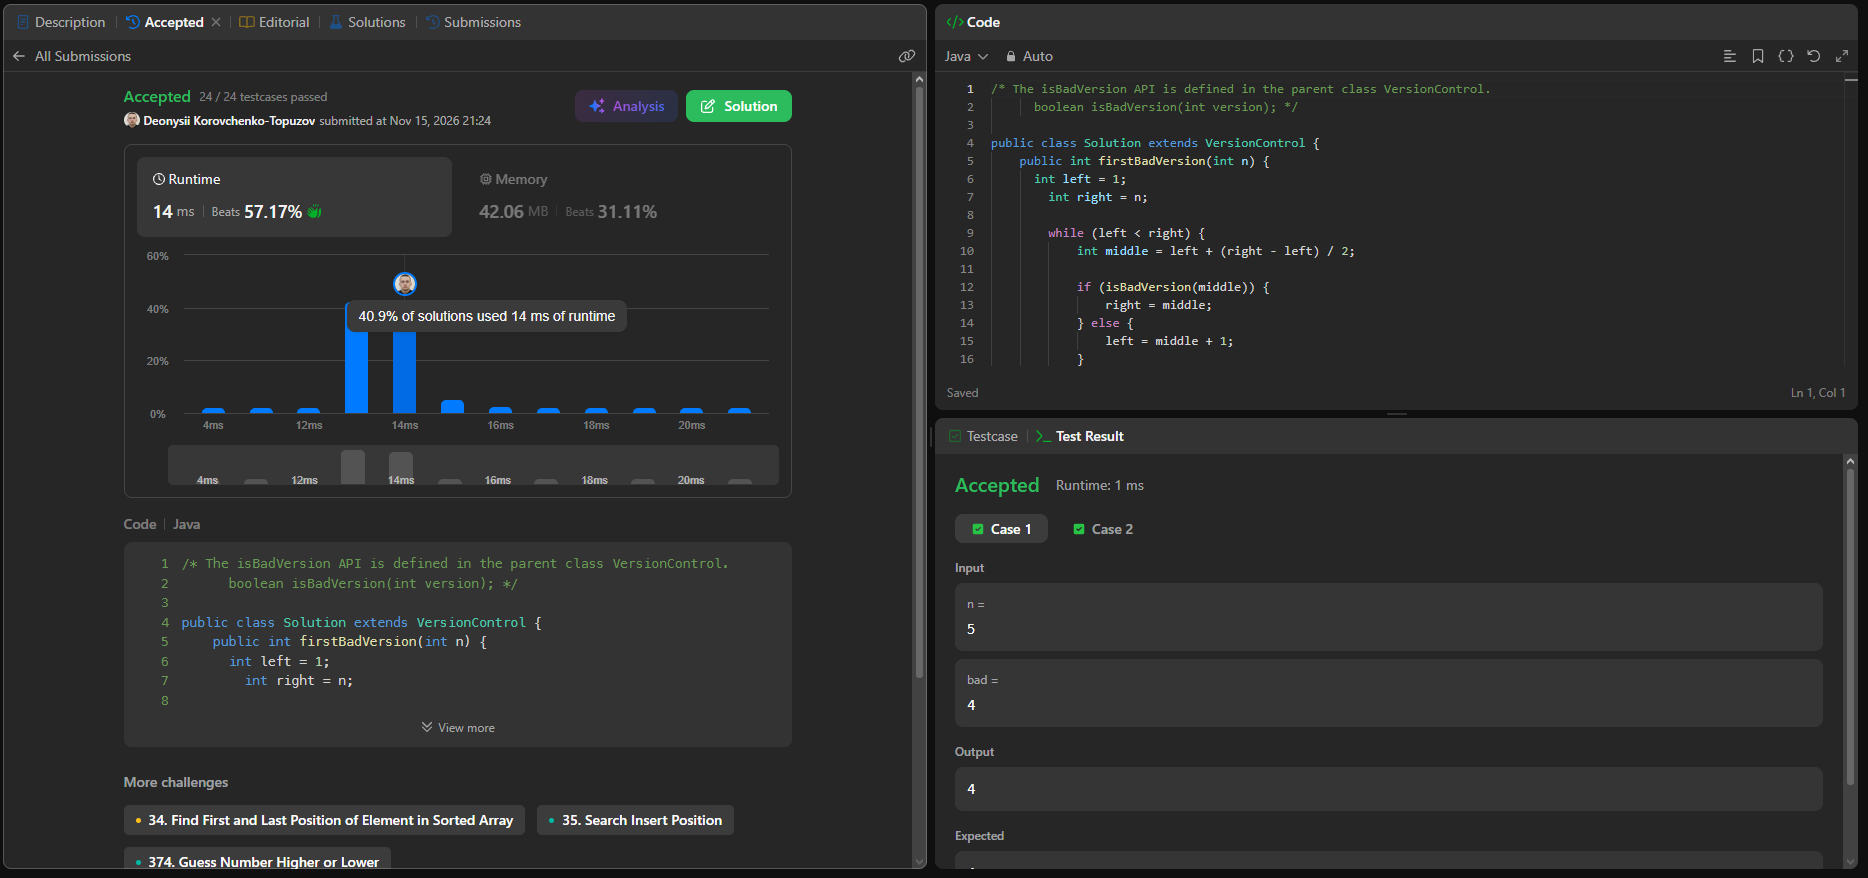 Description | Accepted × | Editorial | Solutions | Submissions
← All Submissions
Accepted 24 / 24 testcases passed
Deonysii Korovchenko-Topuzov submitted at Nov 15, 2026 21:24
Analysis
Solution
Runtime
14 ms | Beats 57.17%
Memory
42.06 MB | Beats 31.11%
60%
40%
20%
0%
40.9% of solutions used 14 ms of runtime
4ms 12ms 14ms 16ms 18ms 20ms
4ms 12ms 14ms 16ms 18ms 20ms
Code | Java
1 /* The isBadVersion API is defined in the parent class VersionControl.
2 boolean isBadVersion(int version); */
3
4 public class Solution extends VersionControl {
5 public int firstBadVersion(int n) {
6 int left = 1;
7 int right = n;
8
View more
More challenges
34. Find First and Last Position of Element in Sorted Array
35. Search Insert Position
374. Guess Number Higher or Lower
</> Code
Java Auto
1 /* The isBadVersion API is defined in the parent class VersionControl.
2 boolean isBadVersion(int version); */
3
4 public class Solution extends VersionControl {
5 public int firstBadVersion(int n) {
6 int left = 1;
7 int right = n;
8
9 while (left < right) {
10 int middle = left + (right - left) / 2;
11
12 if (isBadVersion(middle)) {
13 right = middle;
14 } else {
15 left = middle + 1;
16 }
Saved
Ln 1, Col 1
Testcase | >_ Test Result
Accepted Runtime: 1 ms
Case 1
Case 2
Input
n =
5
bad =
4
Output
4
Expected